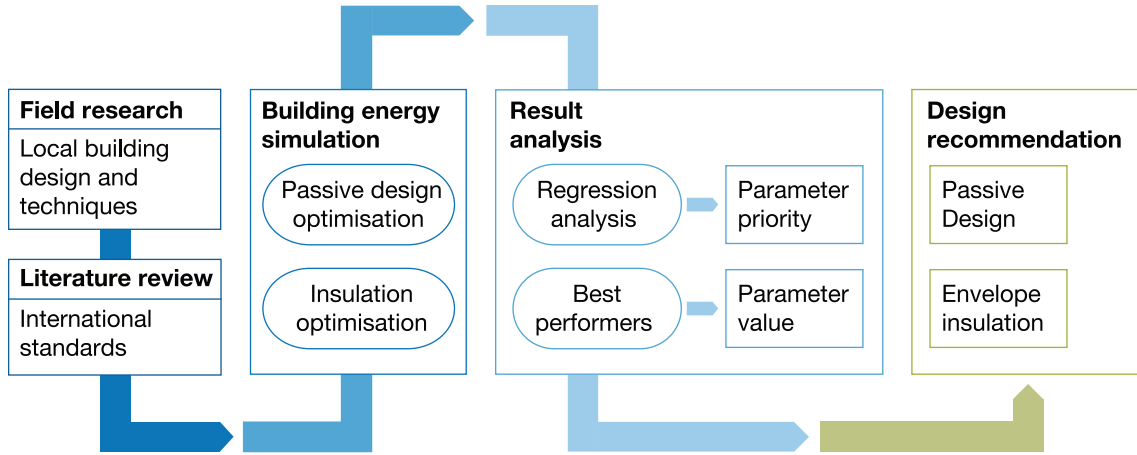 Field research
Local building
design and
techniques
Literature review
International
standards
Building energy
simulation
Passive design
optimisation
Insulation
optimisation
Result
analysis
Regression
analysis
Parameter
priority
Best
performers
Parameter
value
Design
recommendation
Passive
Design
Envelope
insulation